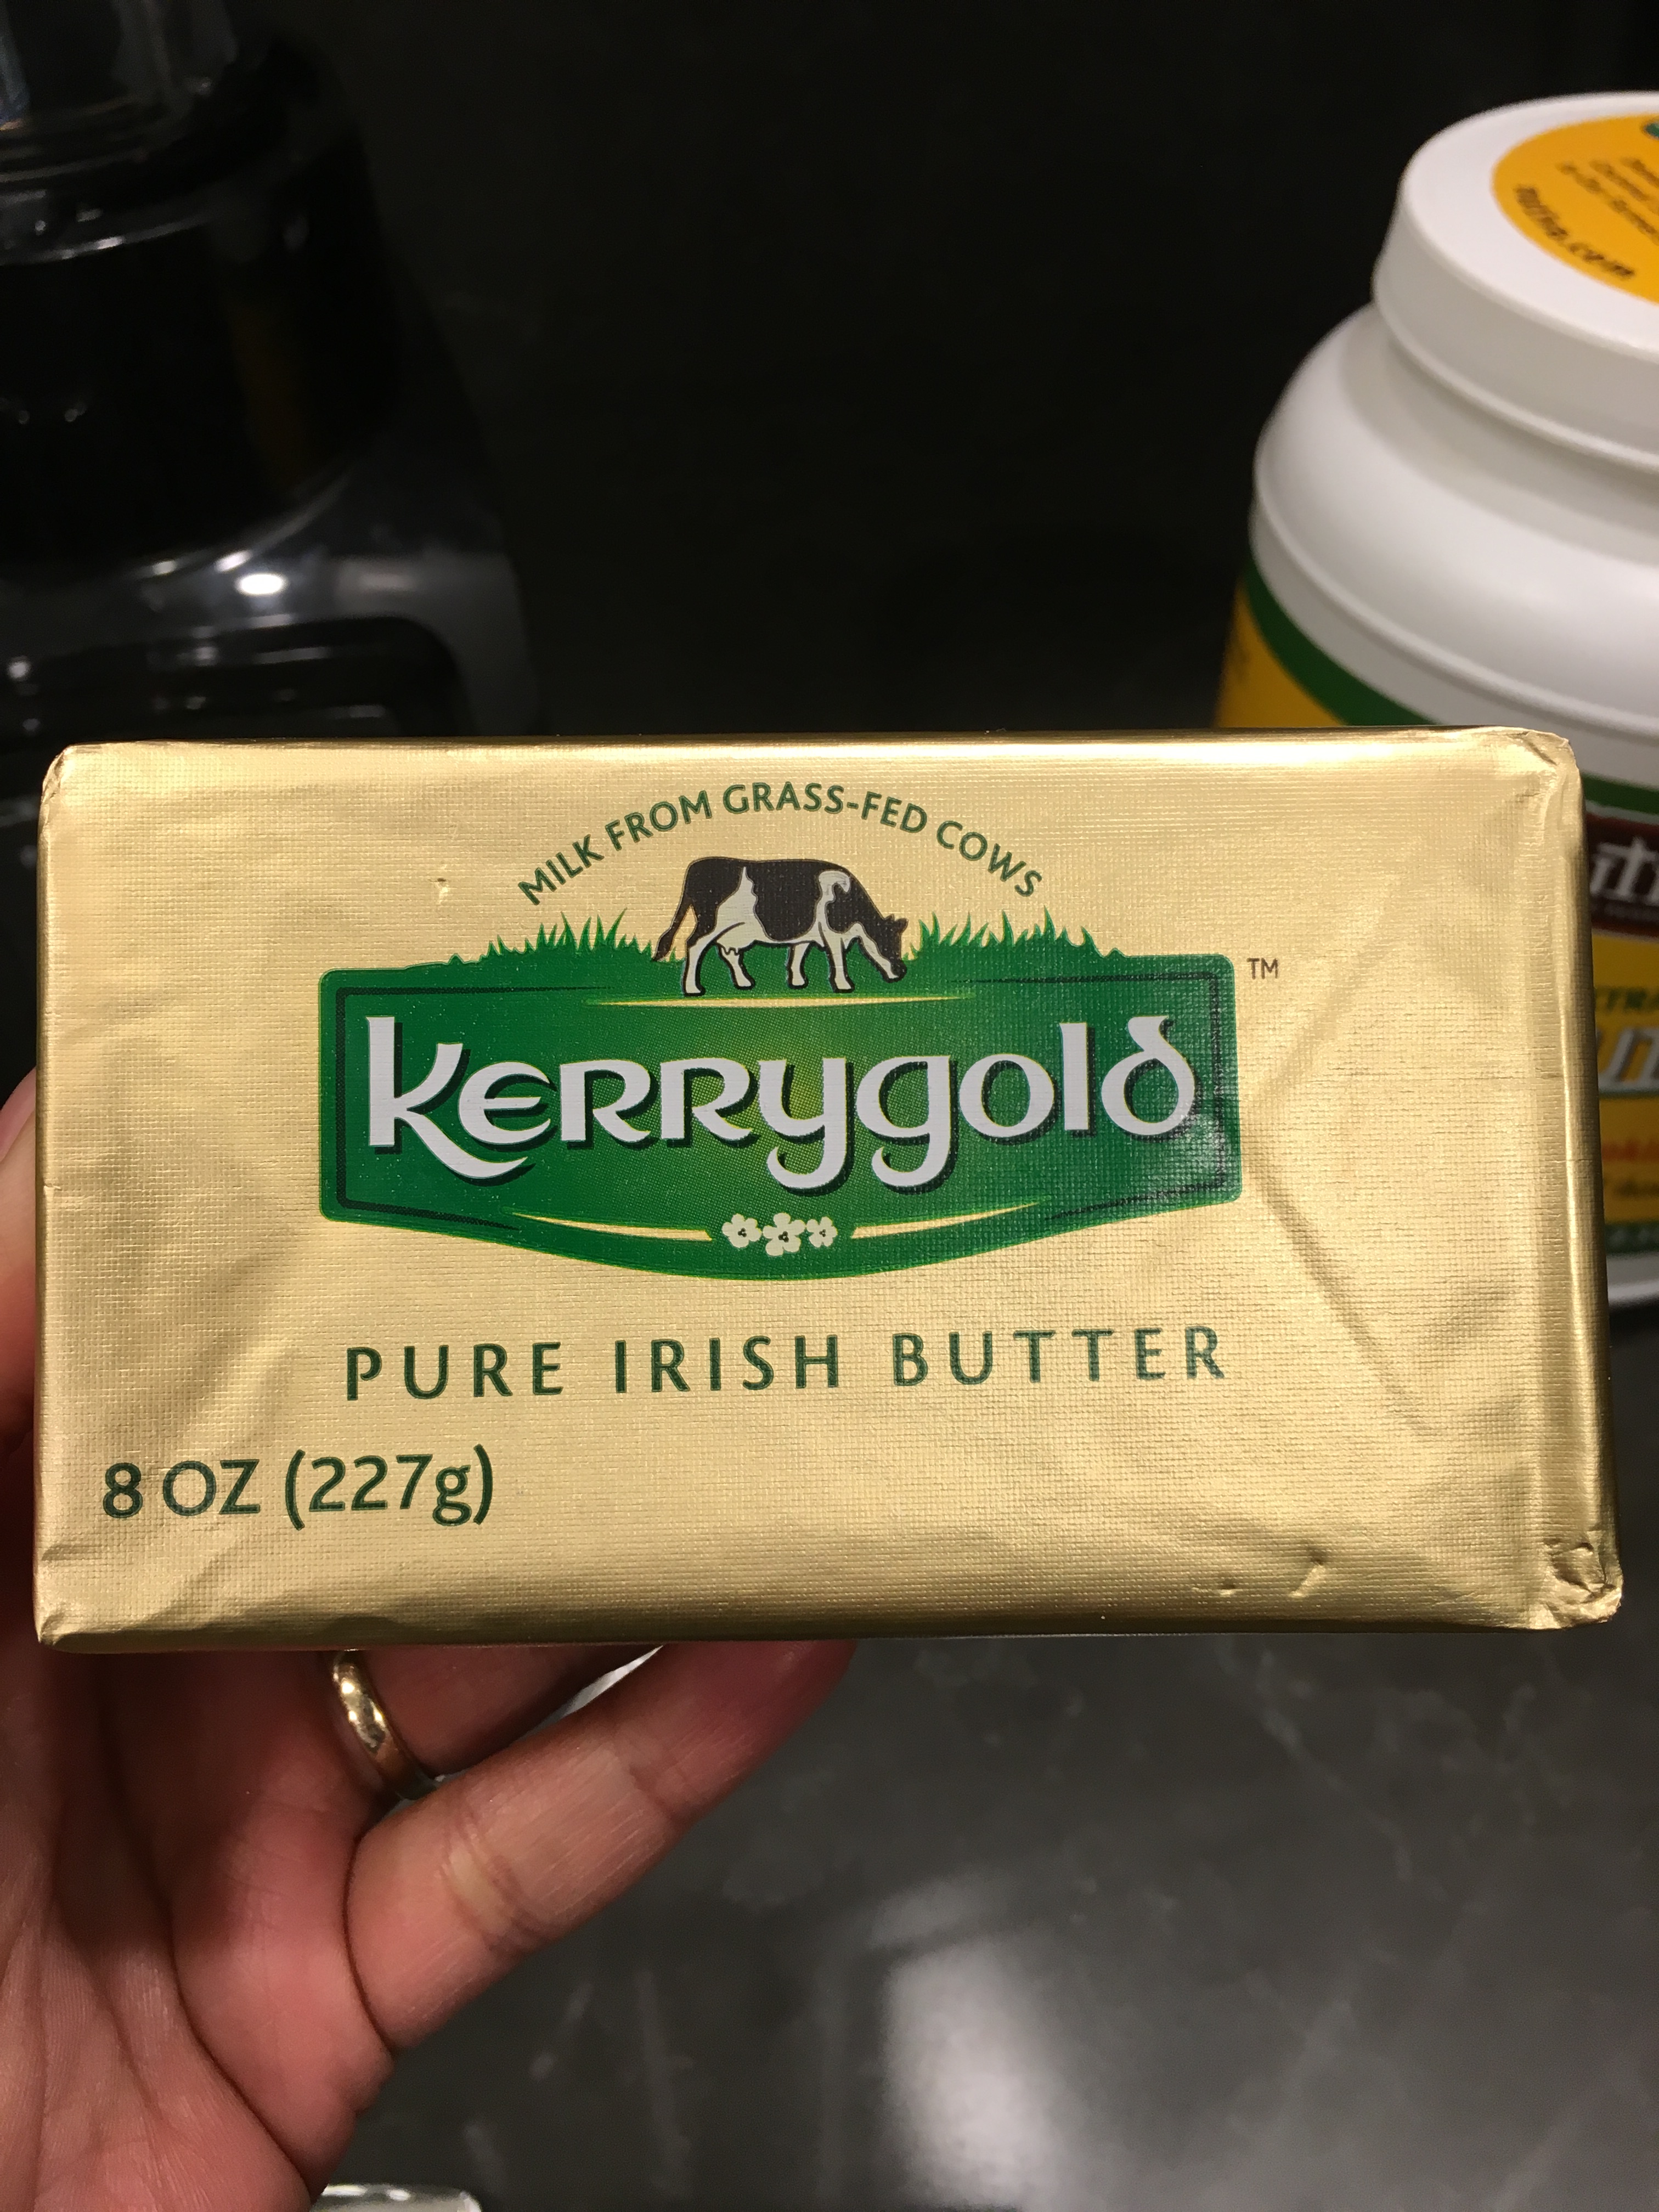 MILK FROM GRASS-FED COWS
TM
Kerrygold
PURE IRISH BUTTER
8 OZ (227g)